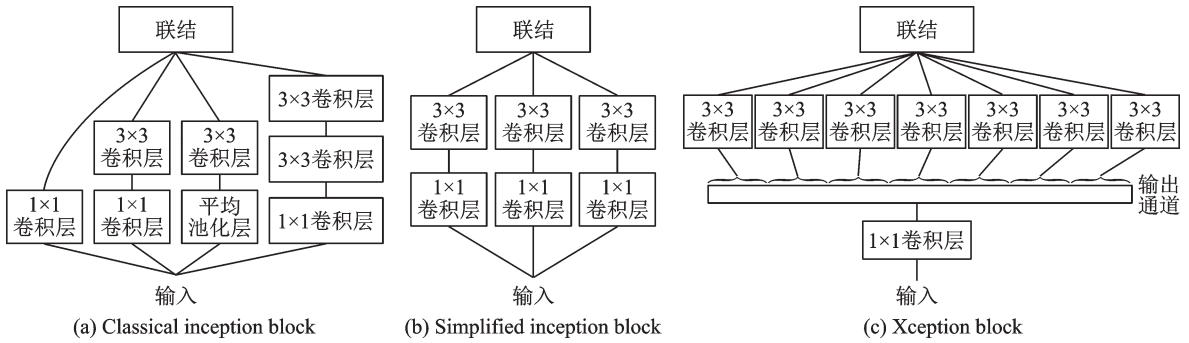 联结
3×3卷积层
3×3
卷积层
3×3
卷积层
3×3卷积层
1×1
卷积层
1×1
卷积层
平均
池化层
1×1卷积层
输入
(a) Classical inception block
联结
3×3
卷积层
3×3
卷积层
3×3
卷积层
1×1
卷积层
1×1
卷积层
1×1
卷积层
输入
(b) Simplified inception block
联结
3×3
卷积层
3×3
卷积层
3×3
卷积层
3×3
卷积层
3×3
卷积层
3×3
卷积层
3×3
卷积层
输出
通道
1×1卷积层
输入
(c) Xception block